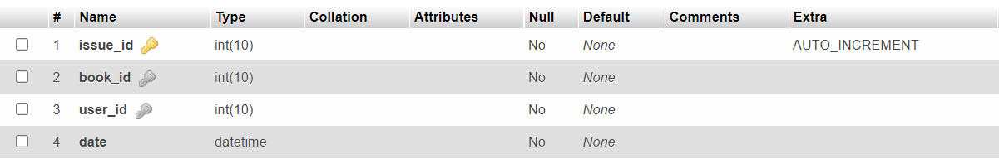 # Name Type Collation Attributes Null Default Comments Extra
1 issue_id int(10) No None AUTO_INCREMENT
2 book_id int(10) No None
3 user_id int(10) No None
4 date datetime No None